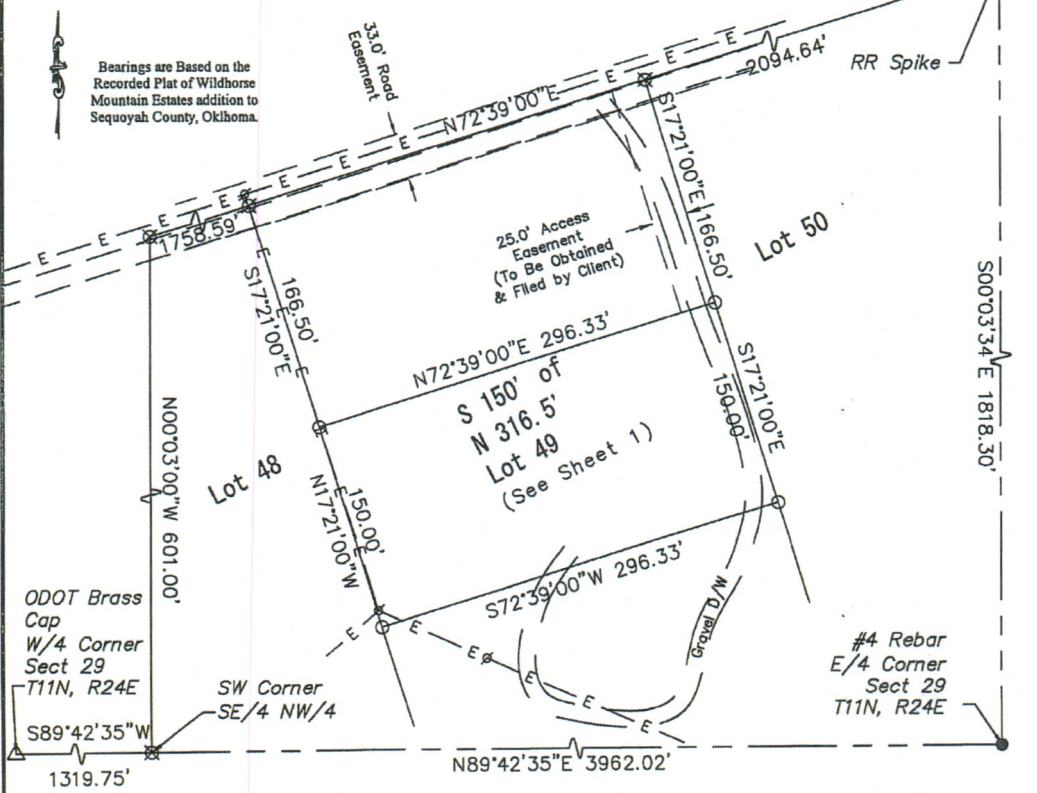 Bearings are Based on the
Recorded Plat of Wildhorse
Mountain Estates addition to
Sequoyah County, Oklhoma.
33.0' Road
Easement
RR Spike
2094.64'
N72°39'00"E
E E E E E E E E E
1758.59'
S17°21'00"E 166.50'
Lot 50
25.0' Access
Easement
(To Be Obtained
& Filed by Client)
166.50'
S17°21'00"E
E
E
E
N72°39'00"E 296.33'
S 150' of
N 316.5'
Lot 49
(See Sheet 1)
S17°21'00"E
150.00'
S00°03'34"E 1818.30'
N00°03'00"W 601.00'
Lot 48
150.00'
N17°21'00"W
E
E
E
S72°39'00"W 296.33'
Gravel D/W
E E E E E E
ODOT Brass
Cap
W/4 Corner
Sect 29
T11N, R24E
SW Corner
SE/4 NW/4
#4 Rebar
E/4 Corner
Sect 29
T11N, R24E
S89°42'35"W
1319.75'
N89°42'35"E 3962.02'